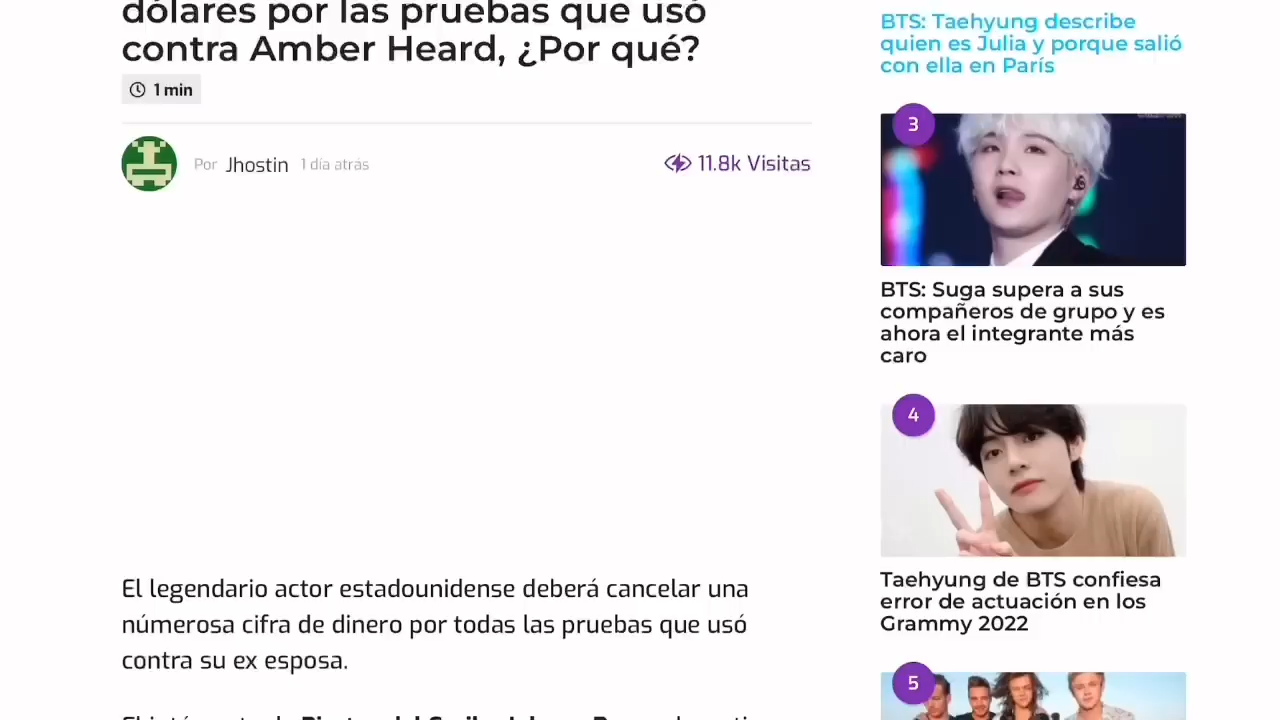 dólares por las pruebas que usó
contra Amber Heard, ¿Por qué?
1 min
Por Jhostin 1 día atrás
11.8k Visitas
El legendario actor estadounidense deberá cancelar una
númerosa cifra de dinero por todas las pruebas que usó
contra su ex esposa.
BTS: Taehyung describe
quien es Julia y porque salió
con ella en París
3
BTS: Suga supera a sus
compañeros de grupo y es
ahora el integrante más
caro
4
Taehyung de BTS confiesa
error de actuación en los
Grammy 2022
5